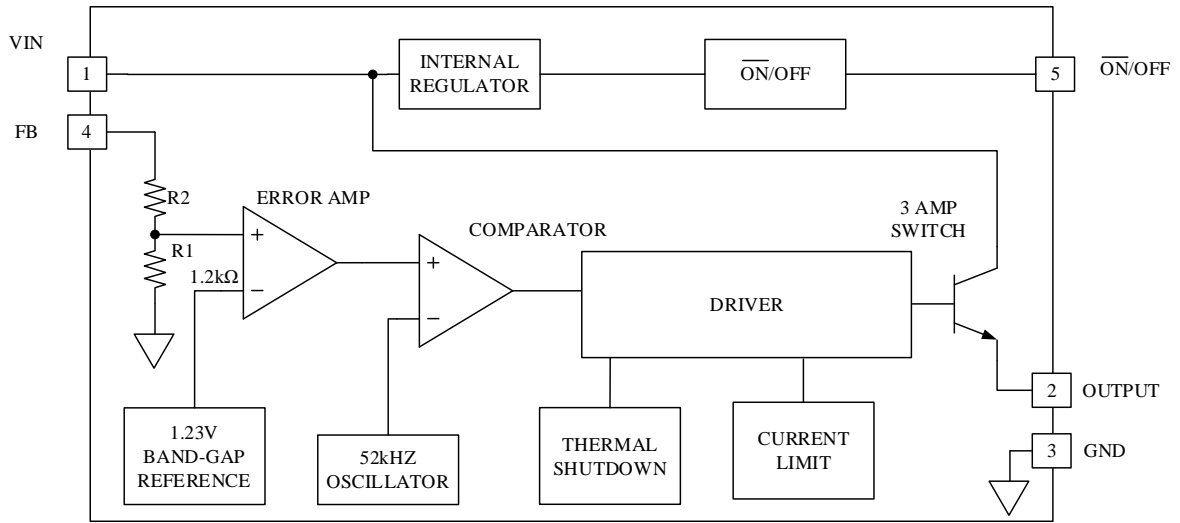 VIN
1
INTERNAL
REGULATOR
ON/OFF
5
ON/OFF
FB
4
R2
ERROR AMP
3 AMP
SWITCH
COMPARATOR
+
R1
1.2kΩ
−
+
−
DRIVER
2
OUTPUT
1.23V
BAND-GAP
REFERENCE
52kHZ
OSCILLATOR
THERMAL
SHUTDOWN
CURRENT
LIMIT
3
GND